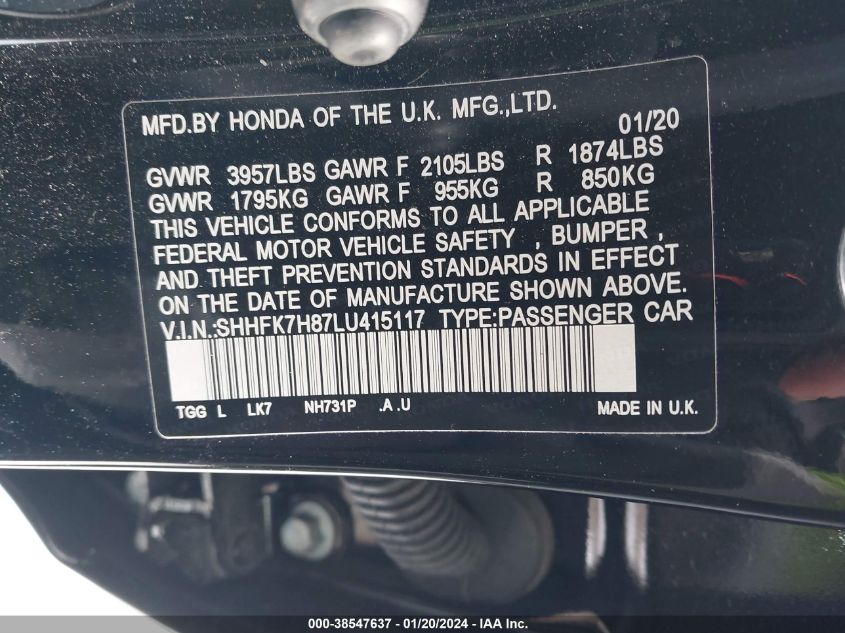 MFD.BY HONDA OF THE U.K. MFG.,LTD.
01/20
GVWR 3957LBS GAWR F 2105LBS R 1874LBS
GVWR 1795KG GAWR F 955KG R 850KG
THIS VEHICLE CONFORMS TO ALL APPLICABLE
FEDERAL MOTOR VEHICLE SAFETY , BUMPER ,
AND THEFT PREVENTION STANDARDS IN EFFECT
ON THE DATE OF MANUFACTURE SHOWN ABOVE.
V.I.N.:SHHFK7H87LU415117 TYPE:PASSENGER CAR
TGG L LK7 NH731P .A .U MADE IN U.K.
000-38547637 - 01/20/2024 - IAA Inc.